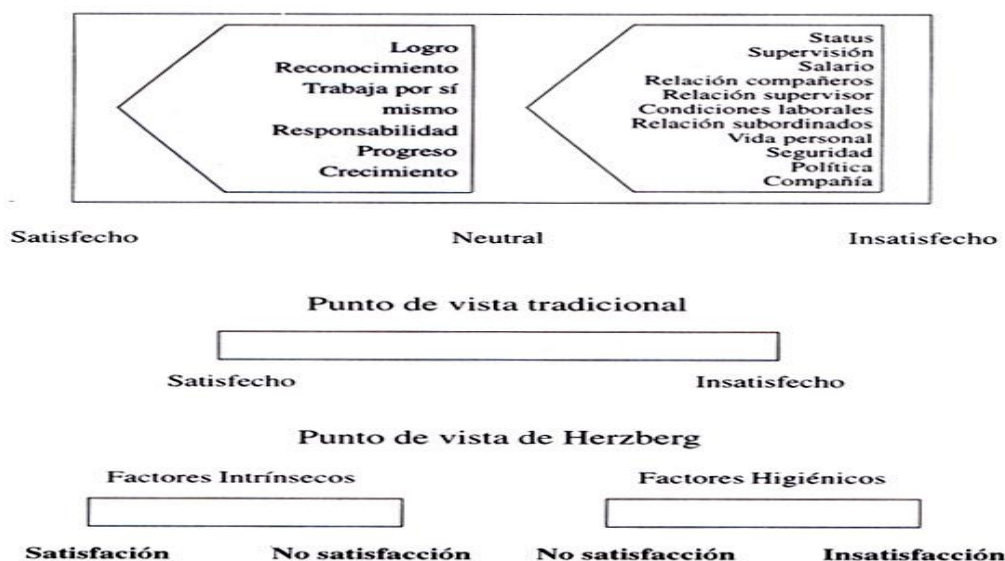 Logro
Reconocimiento
Trabaja por sí
mismo
Responsabilidad
Progreso
Crecimiento
Status
Supervisión
Salario
Relación compañeros
Relación supervisor
Condiciones laborales
Relación subordinados
Vida personal
Seguridad
Política
Compañía
Satisfecho Neutral Insatisfecho
Punto de vista tradicional
Satisfecho Insatisfecho
Punto de vista de Herzberg
Factores Intrínsecos Factores Higiénicos
Satisfación No satisfacción No satisfacción Insatisfacción